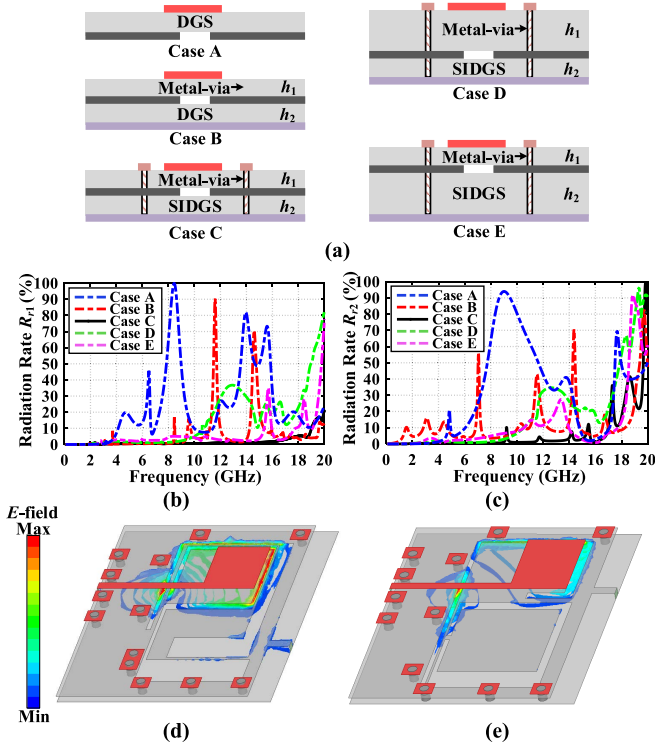 DGS
Case A
Metal-via
h1
DGS
h2
Case B
Metal-via
h1
SIDGS
h2
Case C
Metal-via
h1
SIDGS
h2
Case D
Metal-via
h1
SIDGS
h2
Case E
(a)
Radiation Rate Rr1 (%)
100
90
80
70
60
50
40
30
20
10
0
Case A
Case B
Case C
Case D
Case E
0 2 4 6 8 10 12 14 16 18 20
Frequency (GHz)
(b)
Radiation Rate Rr2 (%)
100
90
80
70
60
50
40
30
20
10
0
Case A
Case B
Case C
Case D
Case E
0 2 4 6 8 10 12 14 16 18 20
Frequency (GHz)
(c)
E-field
Max
Min
(d)
(e)